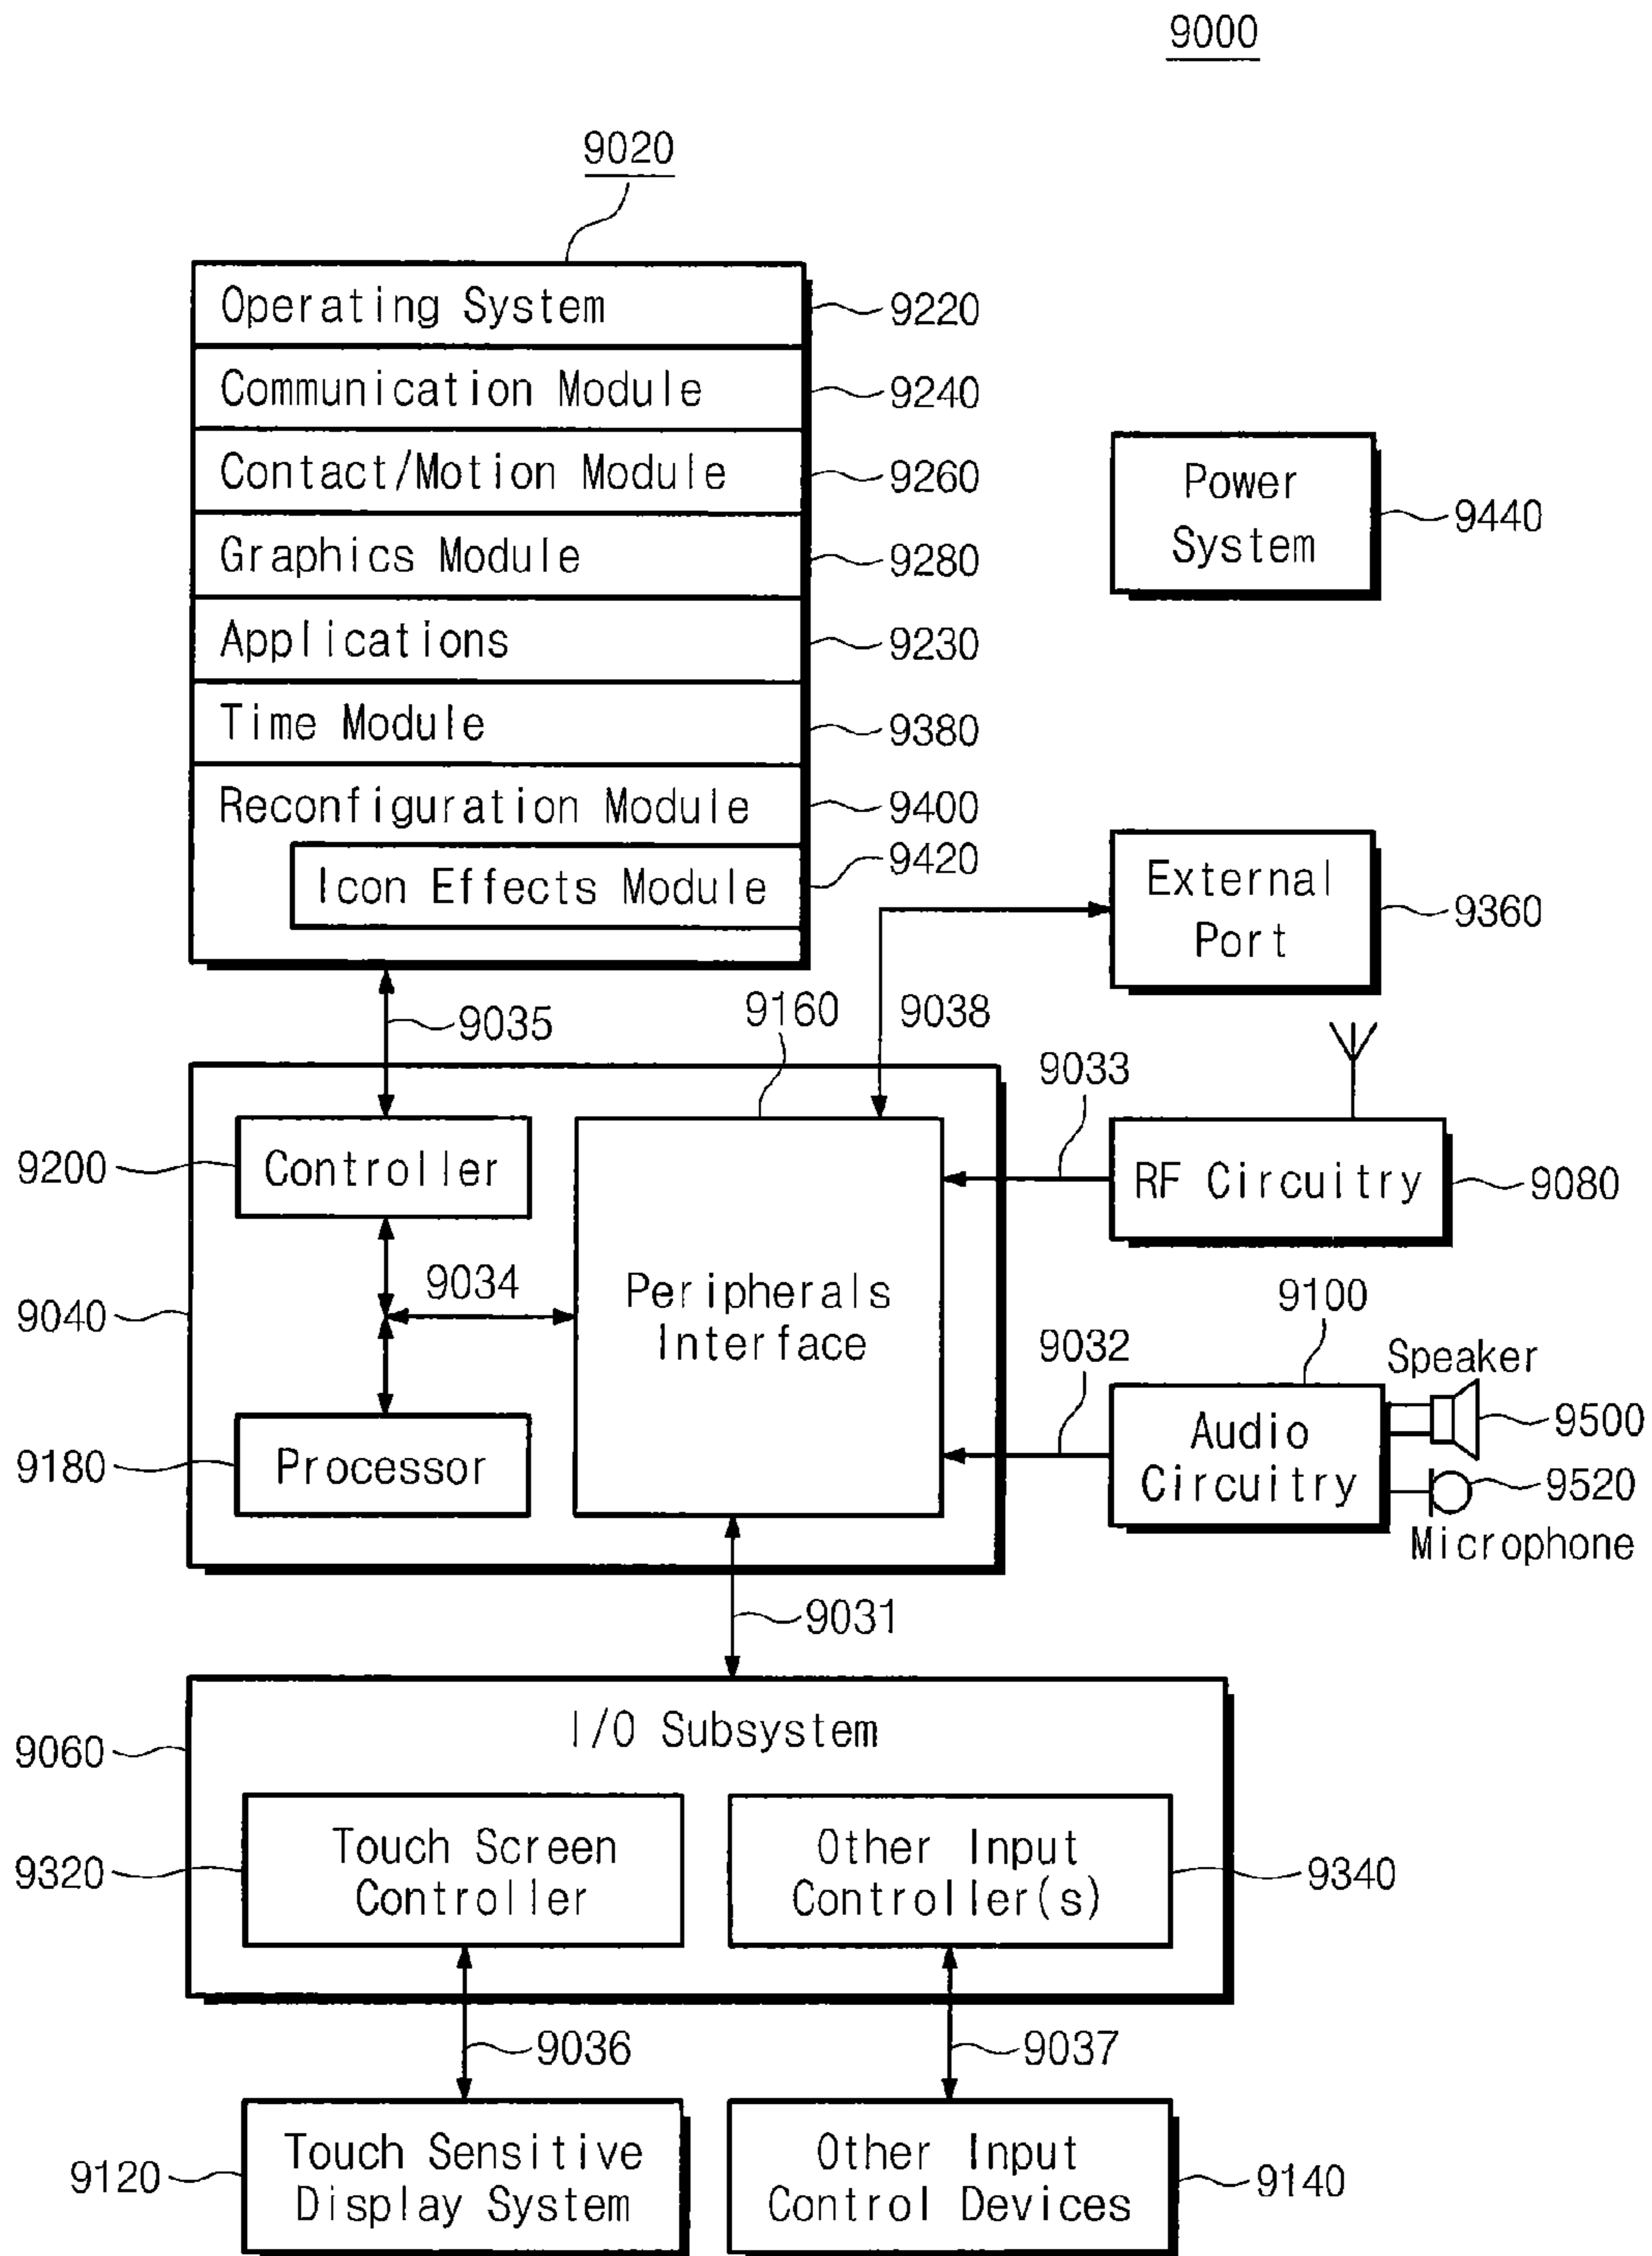 9000
9020
Operating System
9220
Communication Module
9240
Contact/Motion Module
9260
Graphics Module
9280
Applications
9230
Time Module
9380
Reconfiguration Module
9400
Icon Effects Module
9420
Power
System
9440
External
Port
9360
9035
9160
9038
9033
9200
Controller
RF Circuitry
9080
9034
9040
Peripherals
Interface
9100
9032
Speaker
9500
Audio
Circuitry
9520
Microphone
9180
Processor
9031
I/O Subsystem
9060
Touch Screen
Controller
9320
Other Input
Controller(s)
9340
9036
9037
Touch Sensitive
Display System
9120
Other Input
Control Devices
9140